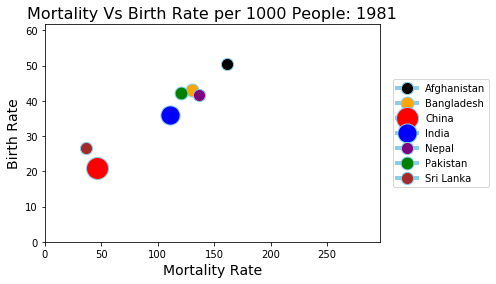 Mortality Vs Birth Rate per 1000 People: 1981
60
50
40
30
20
10
0
Birth Rate
0
50
100
150
200
250
Mortality Rate
Afghanistan
Bangladesh
China
India
Nepal
Pakistan
Sri Lanka